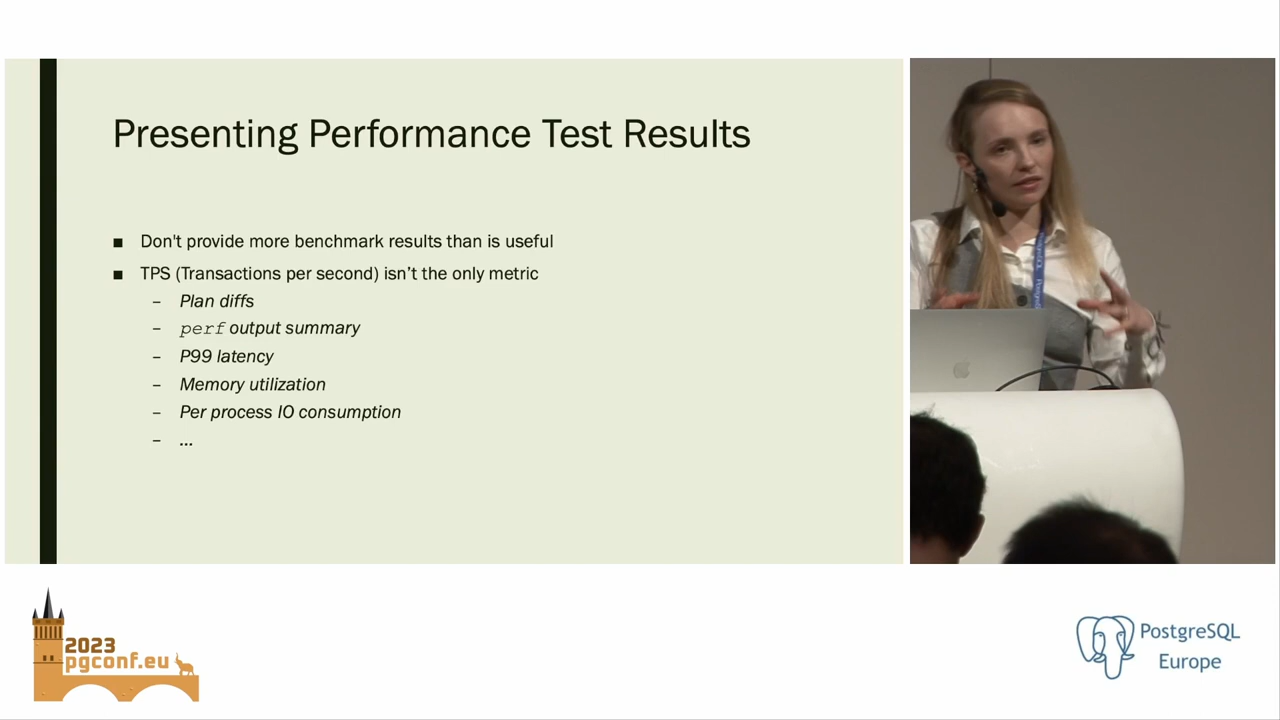 Presenting Performance Test Results
■ Don't provide more benchmark results than is useful
■ TPS (Transactions per second) isn’t the only metric
– Plan diffs
– perf output summary
– P99 latency
– Memory utilization
– Per process IO consumption
– ...
2023
pgconf.eu
PostgreSQL
Europe